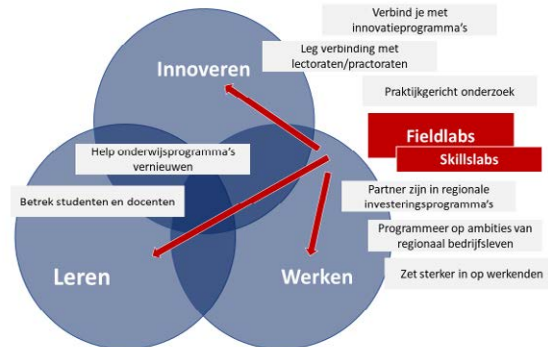 Verbind je met
innovatieprogramma's
Leg verbinding met
lectoraten/practoraten
Innoveren
Praktijkgericht onderzoek
Fieldlabs
Skillslabs
Help onderwijsprogramma's
vernieuwen
Betrek studenten en docenten
Partner zijn in regionale
investeringsprogramma's
Programmeer op ambities van
regionaal bedrijfsleven
Zet sterker in op werkenden
Leren
Werken